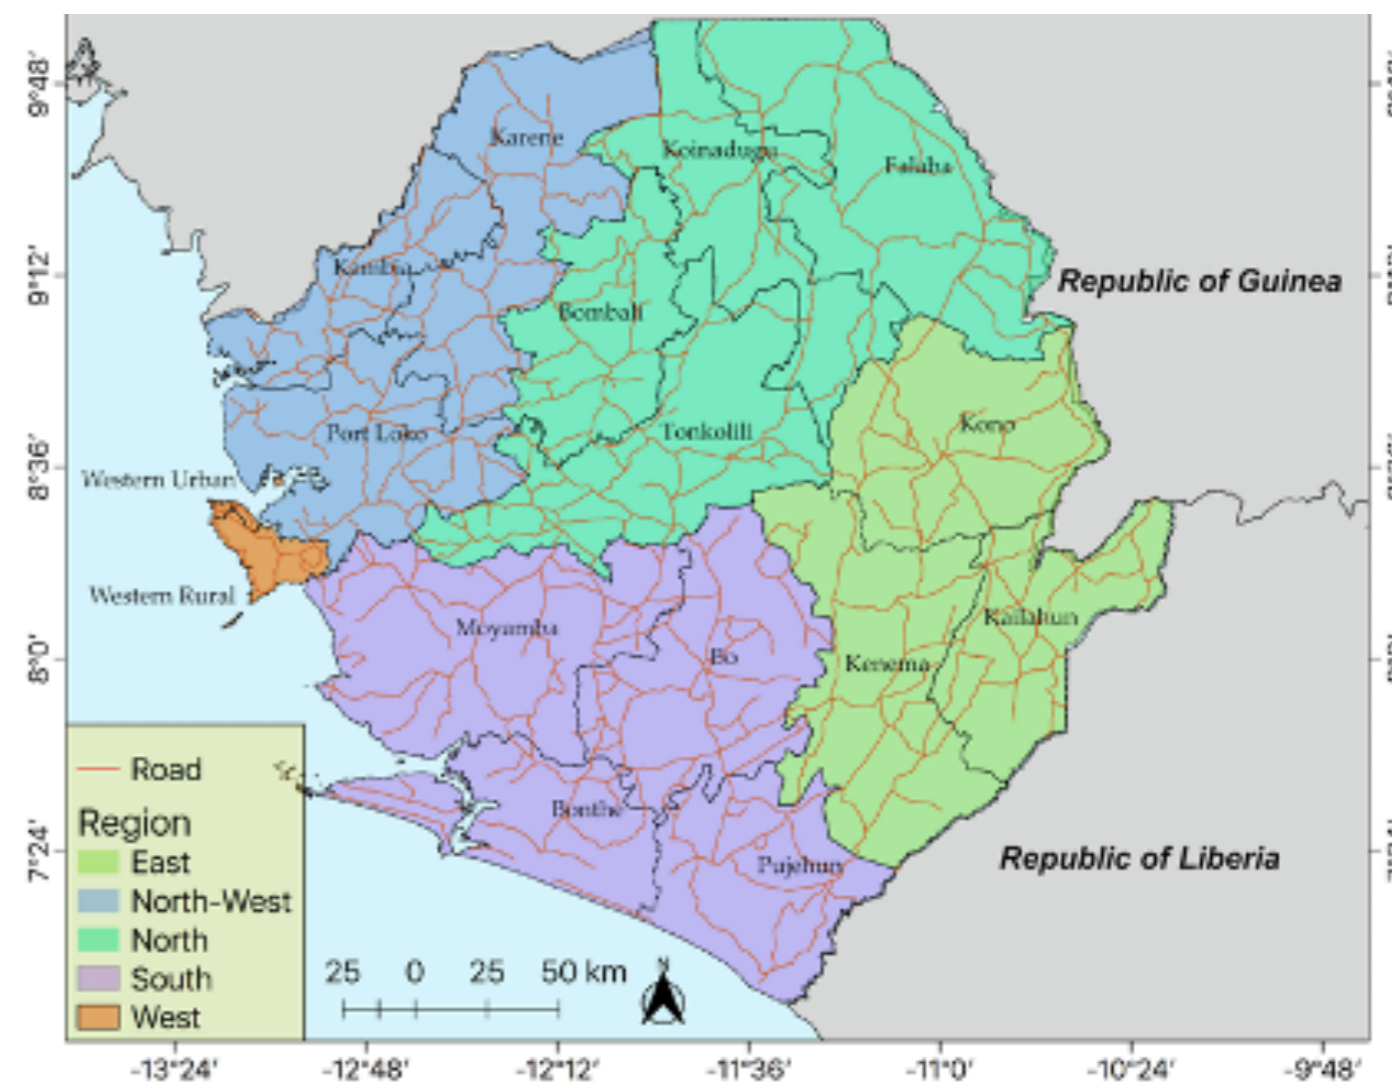 9°48'
Karene
Koinadugu
Falaba
9°12'
Kambia
Republic of Guinea
Bombali
Kono
Port Loko
Tonkolili
8°36'
Western Urban
Western Rural
Kailahun
Moyamba
8°0'
Bo
Kenema
Road
Bonthe
Region
7°24'
East
Pujehun
Republic of Liberia
North-West
North
25 0 25 50 km
N
South
West
-13°24' -12°48' -12°12' -11°36' -11°0' -10°24' -9°48'